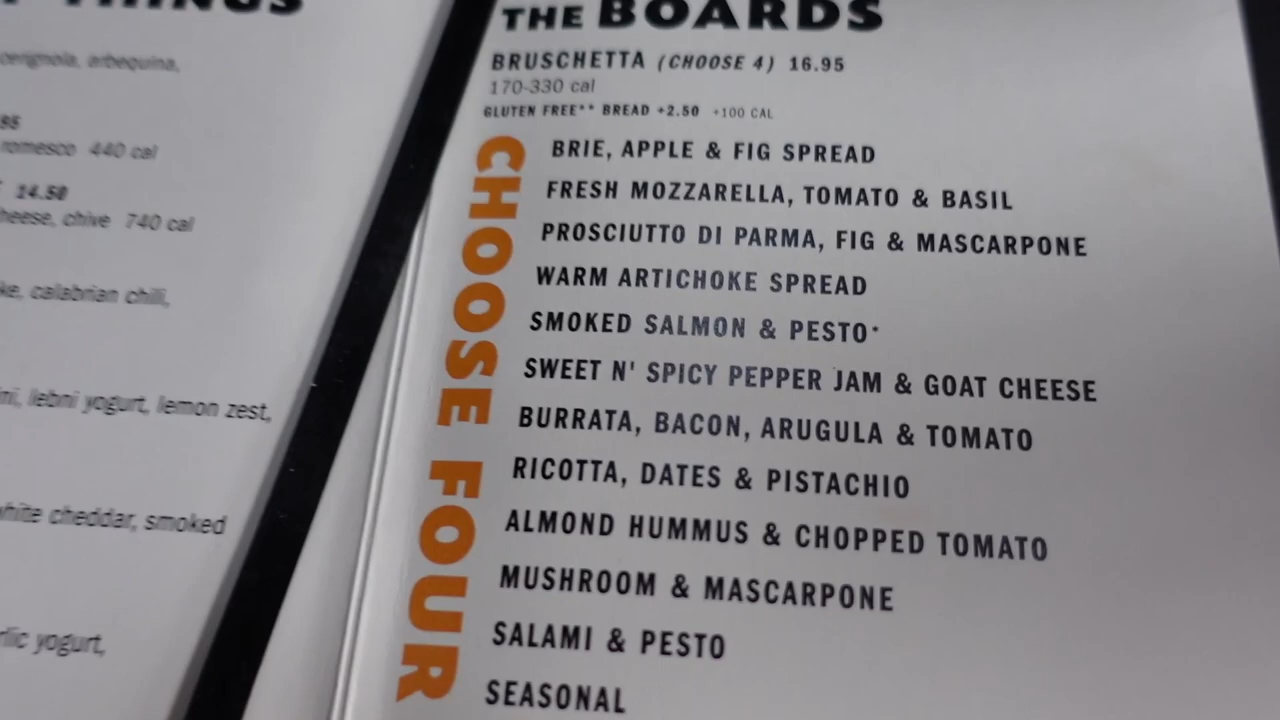 THINGS
cerignola, arbequina,
romesco 440 cal
14.50
cheese, chive 740 cal
calabrian chili,
lebni yogurt, lemon zest,
white cheddar, smoked
yogurt,
THE BOARDS
BRUSCHETTA (CHOOSE 4) 16.95
170-330 cal
GLUTEN FREE** BREAD +2.50 +100 CAL
CHOOSE FOUR
BRIE, APPLE & FIG SPREAD
FRESH MOZZARELLA, TOMATO & BASIL
PROSCIUTTO DI PARMA, FIG & MASCARPONE
WARM ARTICHOKE SPREAD
SMOKED SALMON & PESTO*
SWEET N' SPICY PEPPER JAM & GOAT CHEESE
BURRATA, BACON, ARUGULA & TOMATO
RICOTTA, DATES & PISTACHIO
ALMOND HUMMUS & CHOPPED TOMATO
MUSHROOM & MASCARPONE
SALAMI & PESTO
SEASONAL